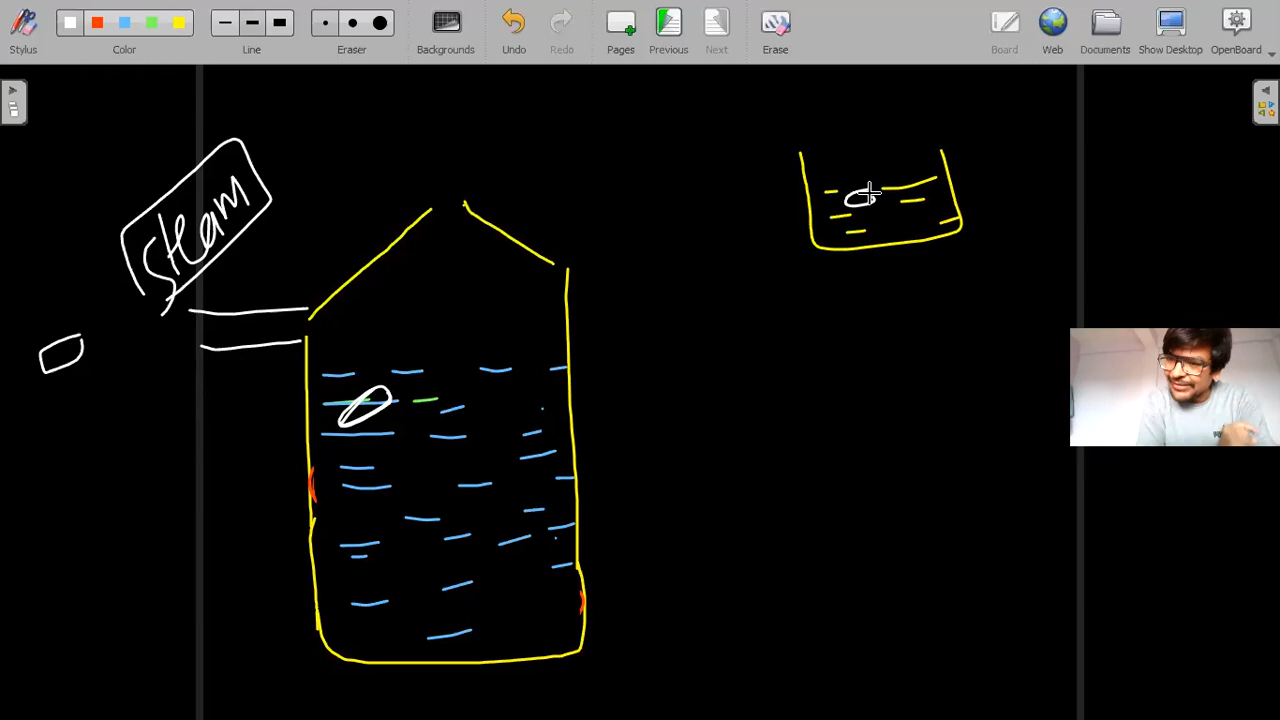 Stylus
Color
Line
Eraser
Backgrounds
Undo
Redo
Pages
Previous
Next
Erase
Board
Web
Documents
Show Desktop
OpenBoard
Steam